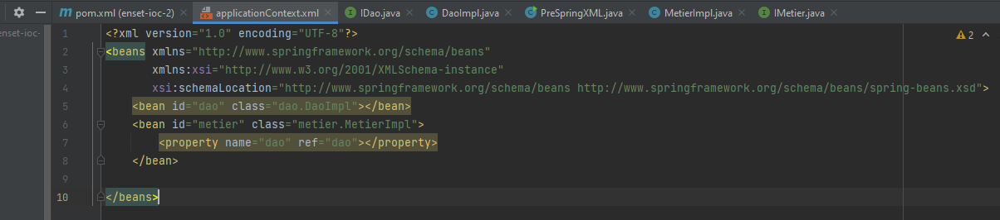 pom.xml (enset-ioc-2) applicationContext.xml IDao.java DaoImpl.java PreSpringXML.java MetierImpl.java IMetier.java
enset-ioc-
1 <?xml version="1.0" encoding="UTF-8"?> 2
2 <beans xmlns="http://www.springframework.org/schema/beans"
3 xmlns:xsi="http://www.w3.org/2001/XMLSchema-instance"
4 xsi:schemaLocation="http://www.springframework.org/schema/beans http://www.springframework.org/schema/beans/spring-beans.xsd">
5 <bean id="dao" class="dao.DaoImpl"></bean>
6 <bean id="metier" class="metier.MetierImpl">
7 <property name="dao" ref="dao"></property>
8 </bean>
9
10 </beans>